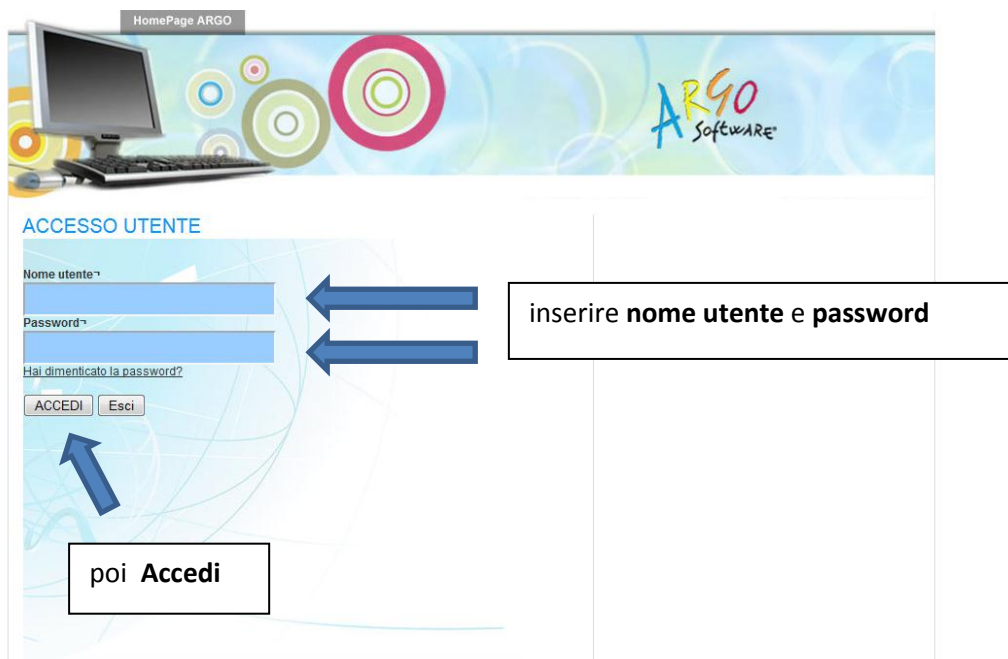 HomePage ARGO
ARGO
SoftwARE
ACCESSO UTENTE
Nome utente¬
inserire nome utente e password
Password¬
Hai dimenticato la password?
ACCEDI Esci
poi Accedi